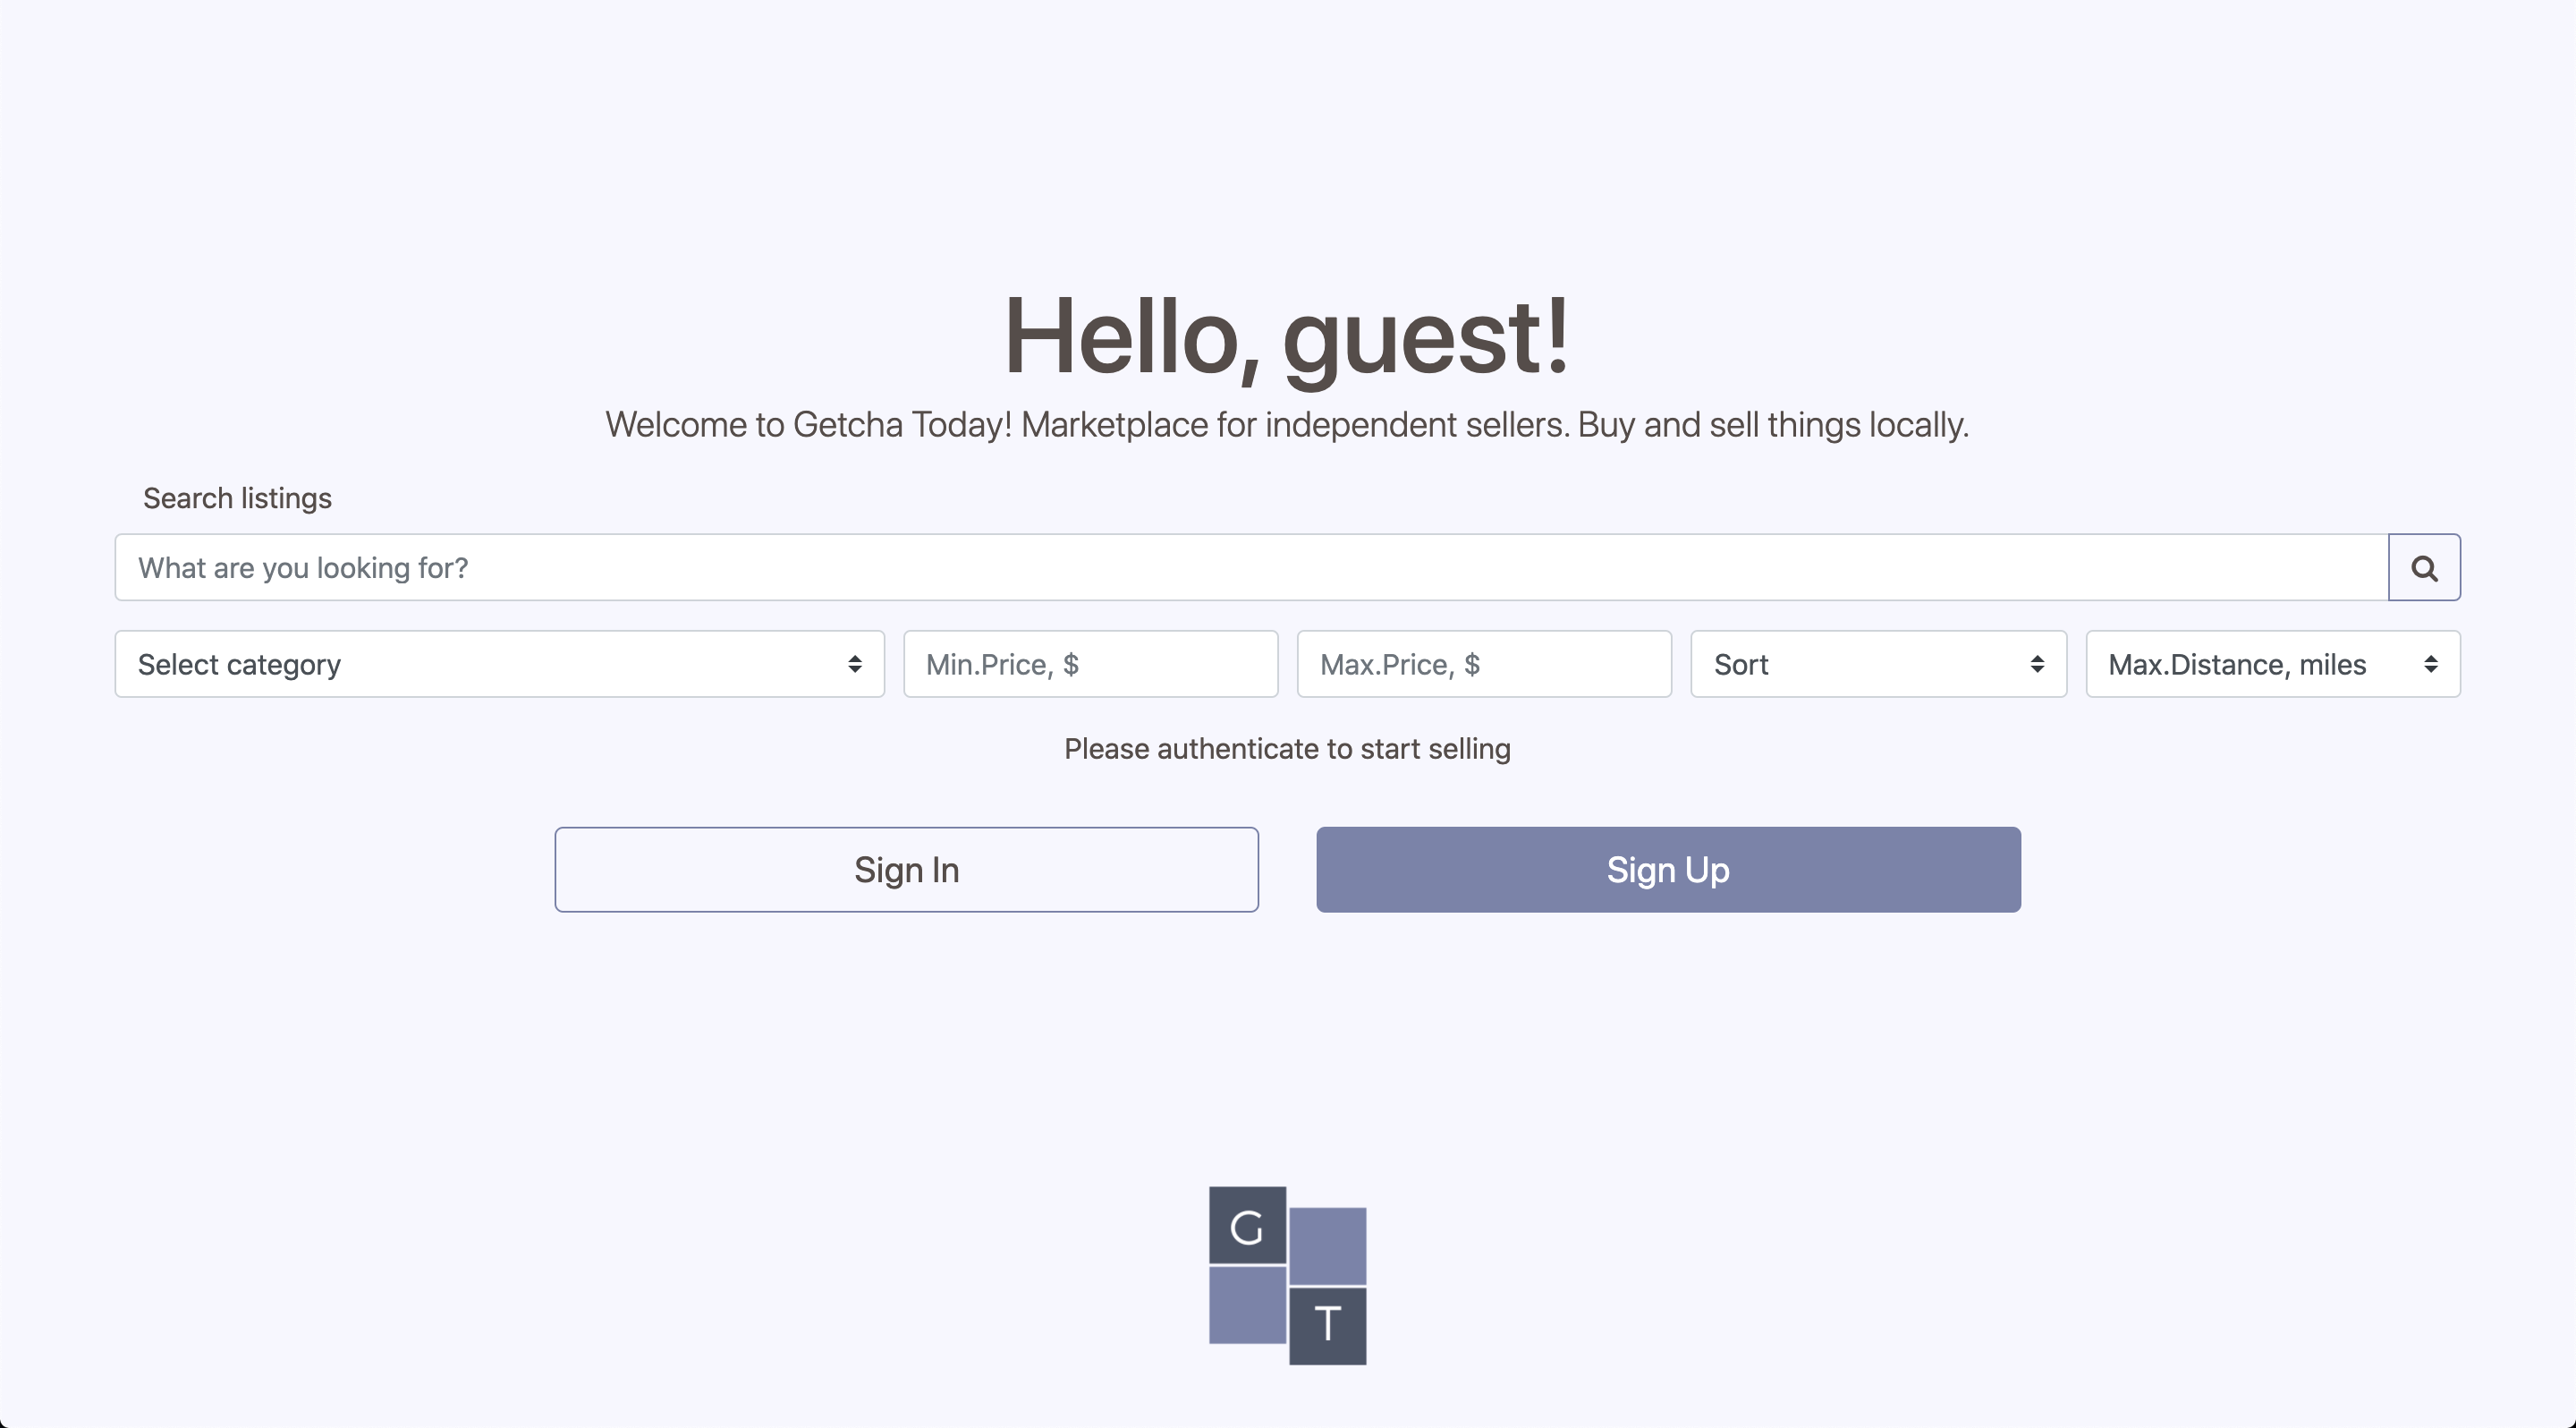 Hello, guest!
Welcome to Getcha Today! Marketplace for independent sellers. Buy and sell things locally.
Search listings
What are you looking for?
Select category Min.Price, $ Max.Price, $ Sort Max.Distance, miles
Please authenticate to start selling
Sign In Sign Up
G
T